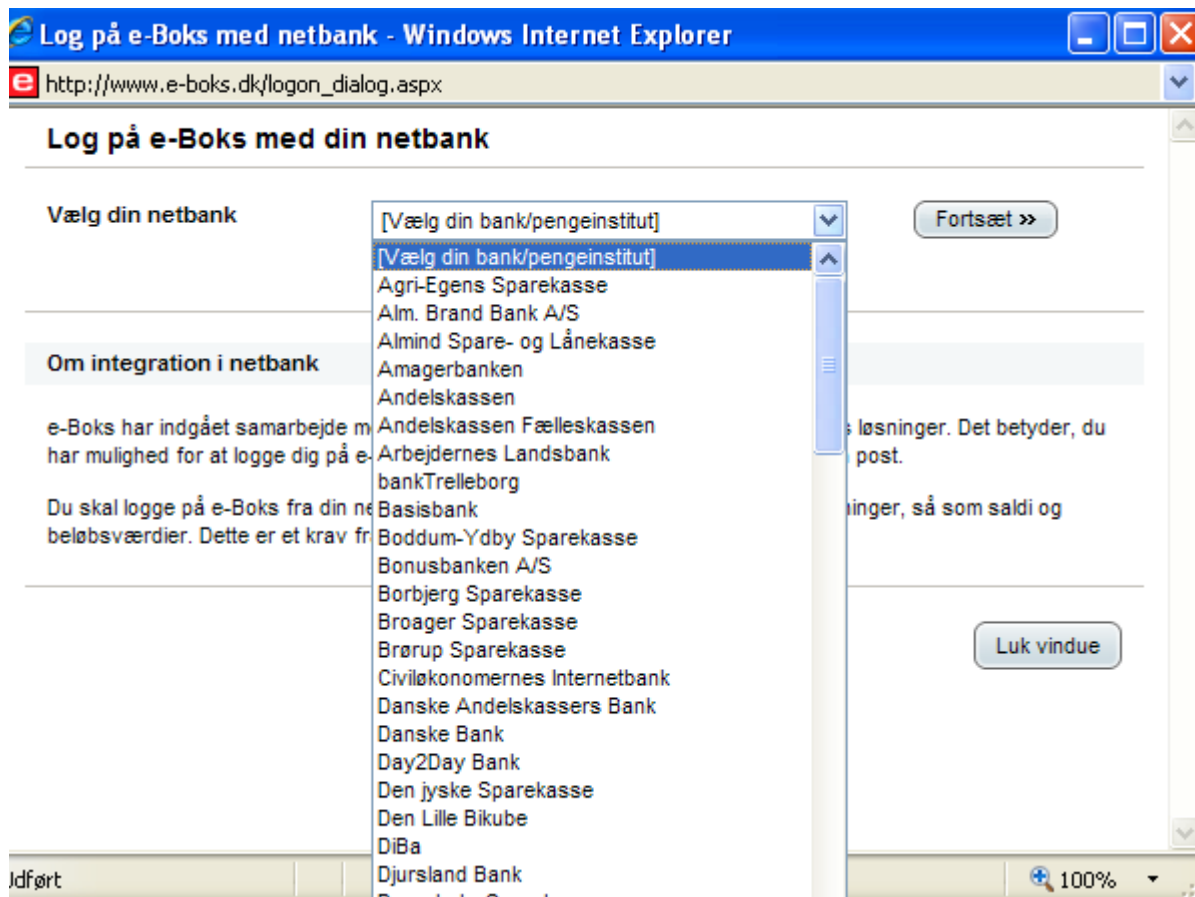 Log på e-Boks med netbank - Windows Internet Explorer
http://www.e-boks.dk/logon_dialog.aspx
Log på e-Boks med din netbank
Vælg din netbank
[Vælg din bank/pengeinstitut]
Fortsæt »
[Vælg din bank/pengeinstitut]
Agri-Egens Sparekasse
Alm. Brand Bank A/S
Almind Spare- og Lånekasse
Amagerbanken
Andelskassen
Andelskassen Fælleskassen
Arbejdernes Landsbank
bankTrelleborg
Basisbank
Boddum-Ydby Sparekasse
Bonusbanken A/S
Borbjerg Sparekasse
Broager Sparekasse
Brørup Sparekasse
Civiløkonomernes Internetbank
Danske Andelskassers Bank
Danske Bank
Day2Day Bank
Den jyske Sparekasse
Den Lille Bikube
DiBa
Djursland Bank
Om integration i netbank
e-Boks har indgået samarbejde løsninger. Det betyder, du
har mulighed for at logge dig på e- post.
Du skal logge på e-Boks fra din så som saldi og
beløbsværdier. Dette er et krav
Luk vindue
100%